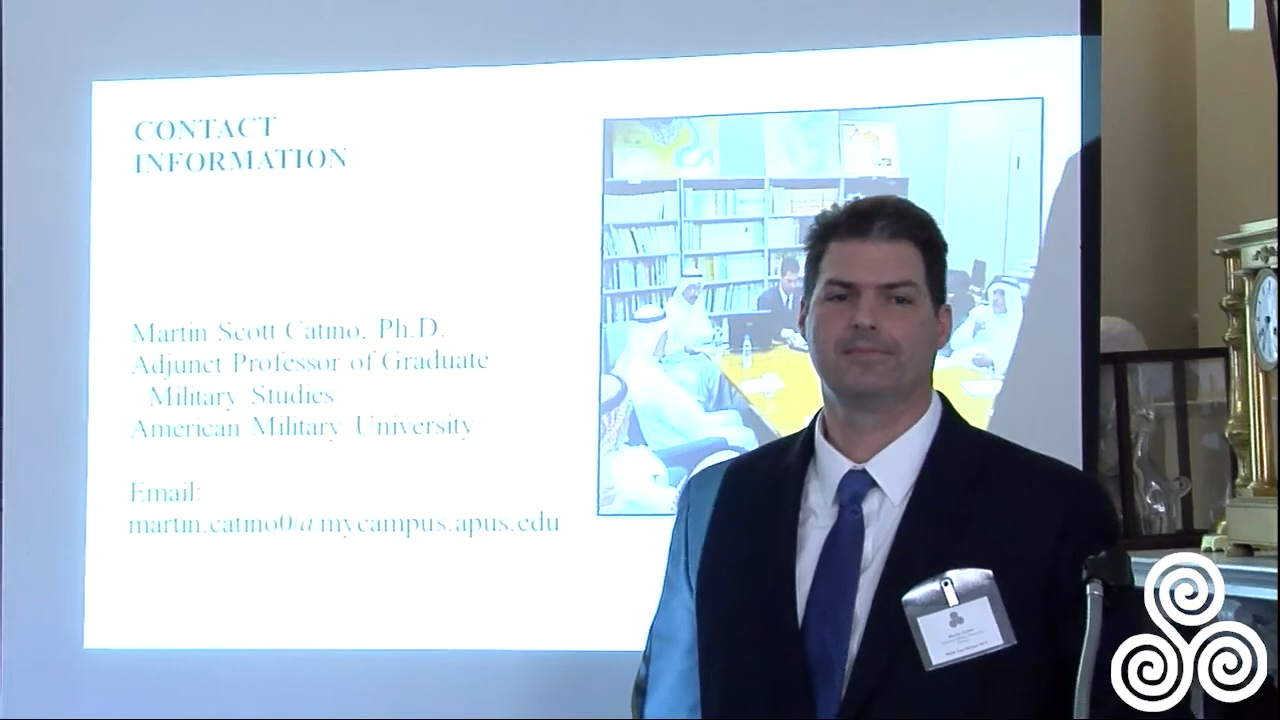 CONTACT
INFORMATION
Martin Scott Catino, Ph.D.
Adjunct Professor of Graduate
Military Studies
American Military University
Email:
martin.catino0@mycampus.apus.edu